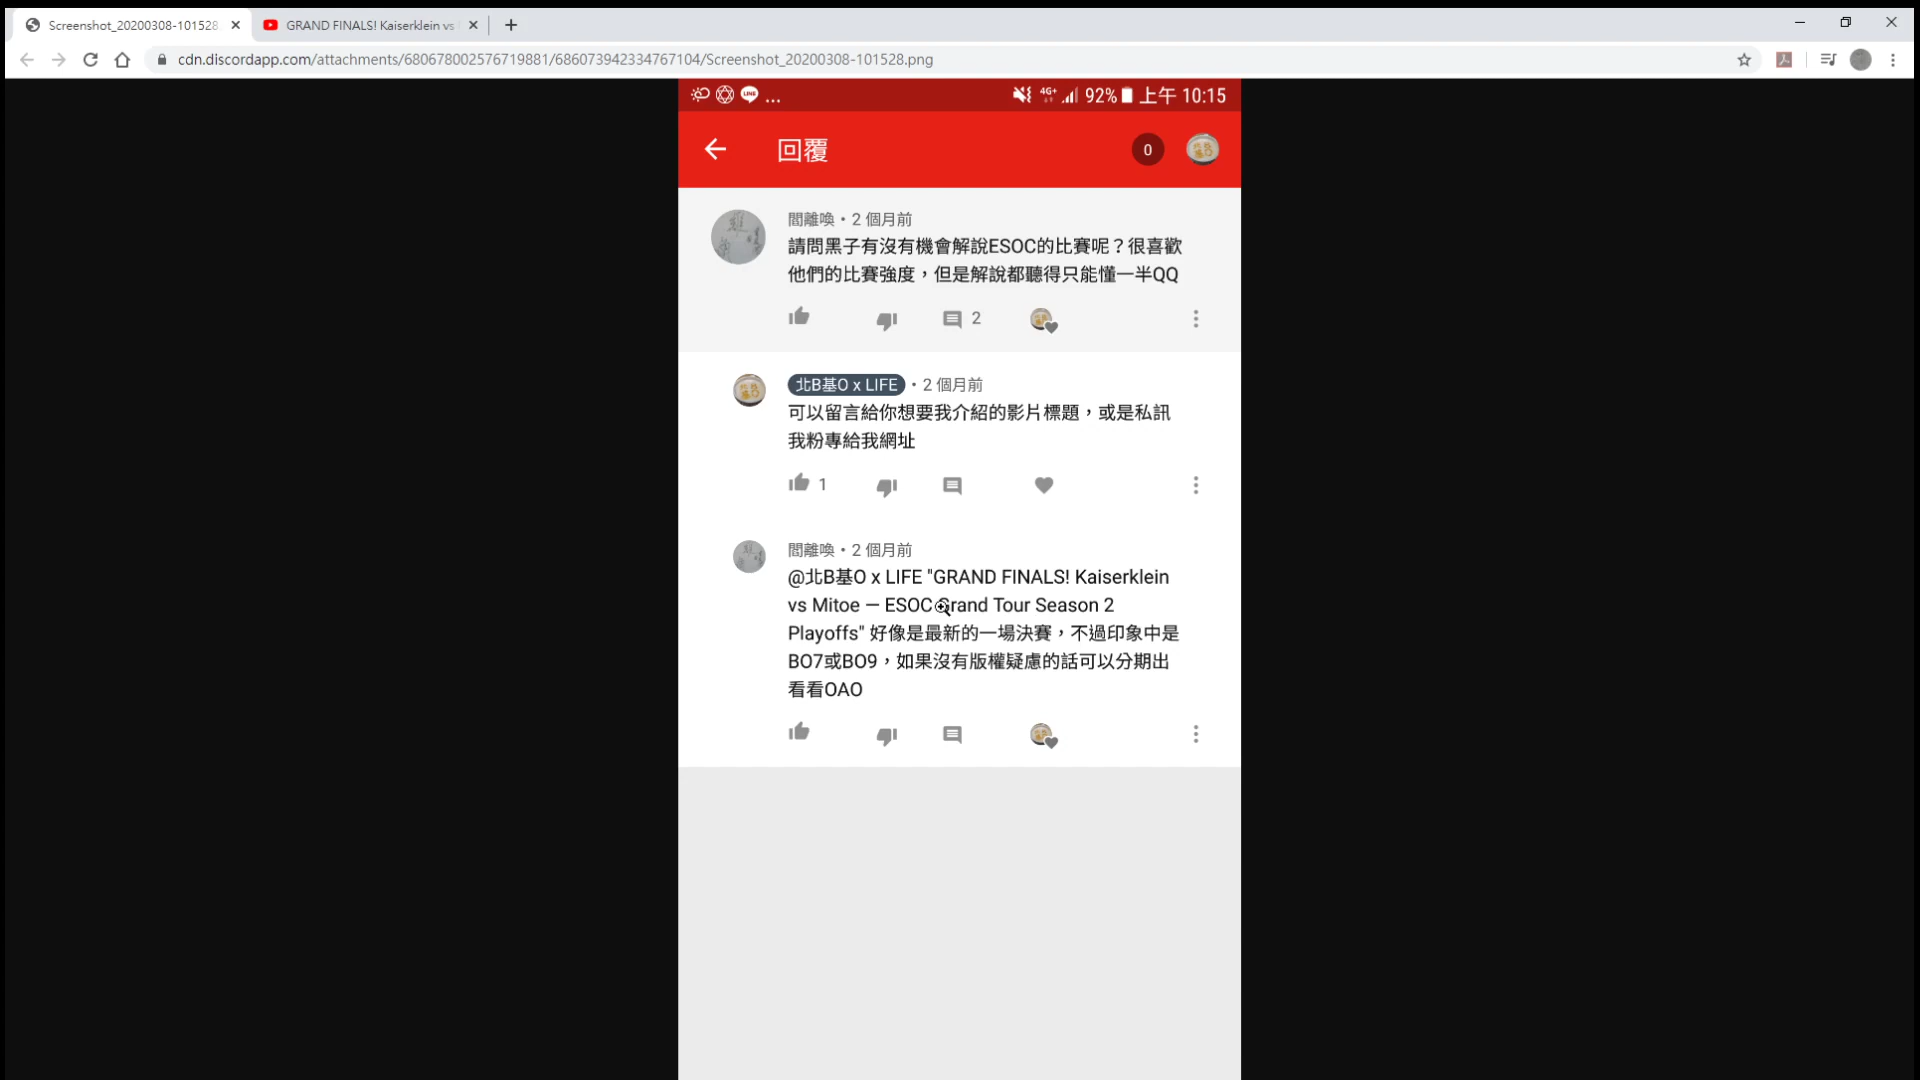 Screenshot_20200308-101528
GRAND FINALS! Kaiserklein vs
cdn.discordapp.com/attachments/680678002576719881/686073942334767104/Screenshot_20200308-101528.png
LINE ... 4G+ 92% 上午 10:15
回覆 0
閻離喚 • 2 個月前
請問黑子有沒有機會解說ESOC的比賽呢？很喜歡
他們的比賽強度，但是解說都聽得只能懂一半QQ
2
北B基O x LIFE • 2 個月前
可以留言給你想要我介紹的影片標題，或是私訊
我粉專給我網址
1
閻離喚 • 2 個月前
@北B基O x LIFE "GRAND FINALS! Kaiserklein
vs Mitoe — ESOC Grand Tour Season 2
Playoffs" 好像是最新的一場決賽，不過印象中是
BO7或BO9，如果沒有版權疑慮的話可以分期出
看看OAO